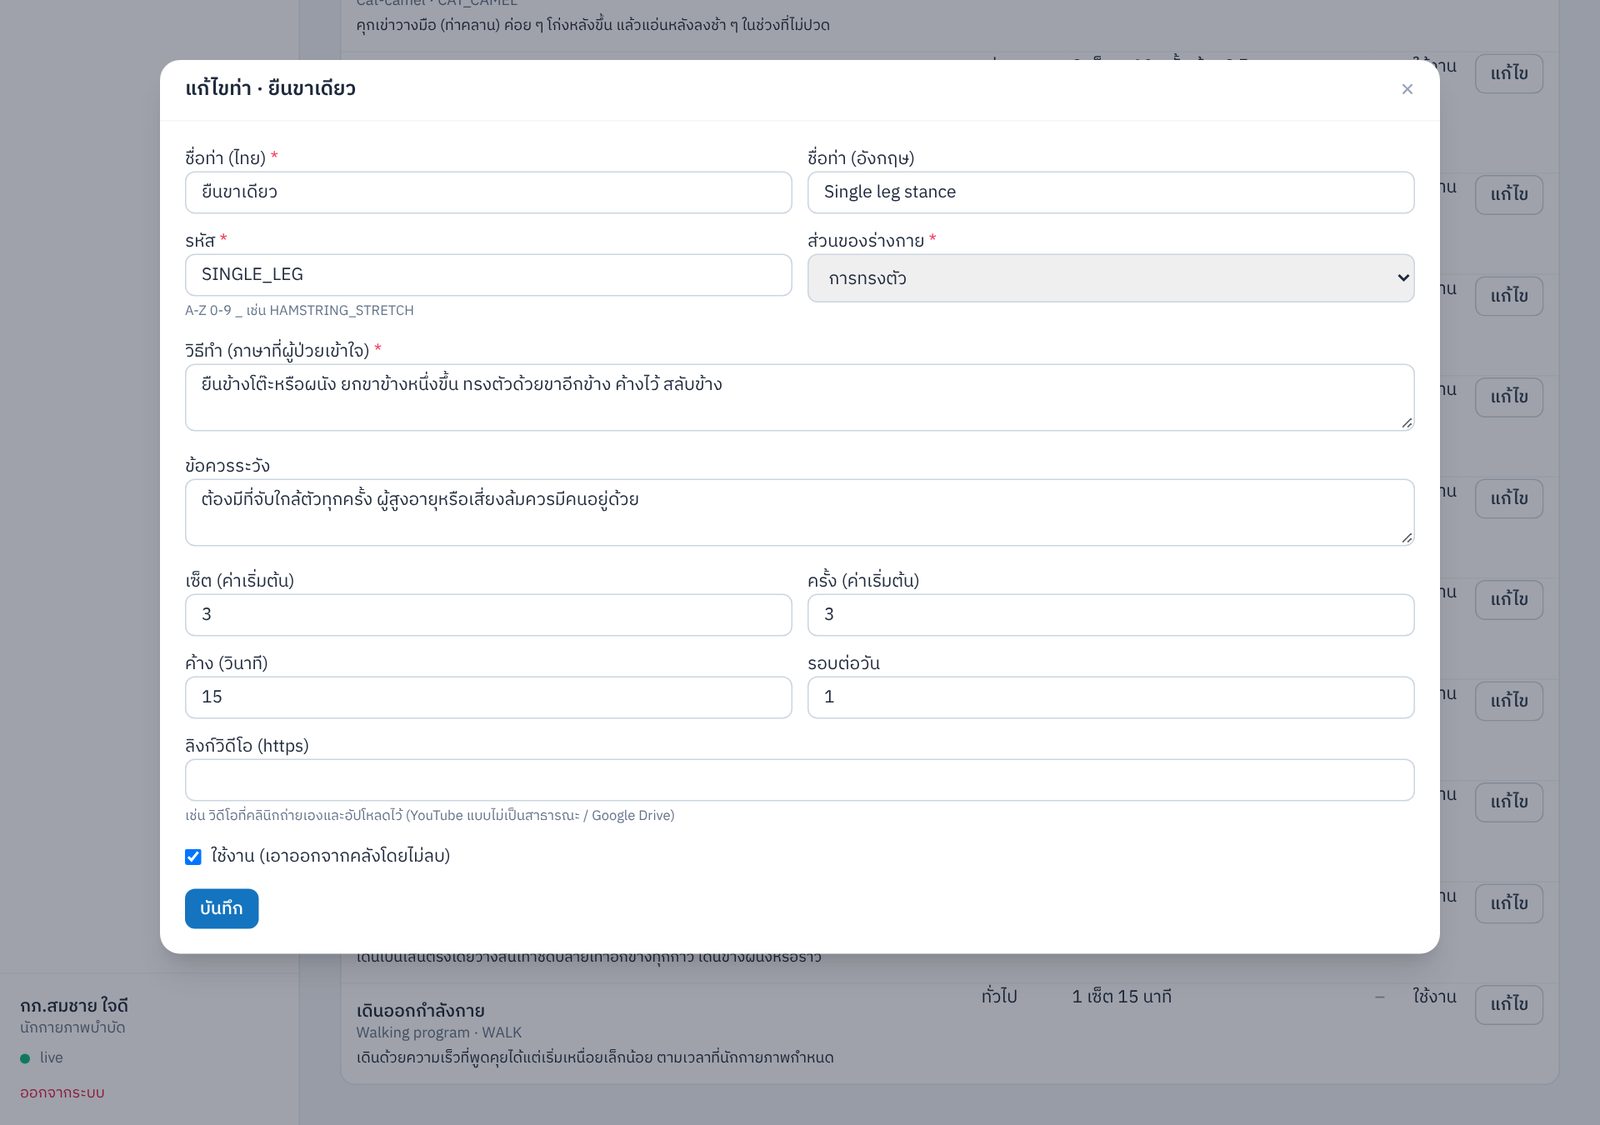 คุกเข่าวางมือ (ท่าคลาน) ค่อย ๆ โก่งหลังขึ้น แล้วแอ่นหลังลงช้า ๆ ในช่วงที่ไม่ปวด
แก้ไข
แก้ไขท่า · ยืนขาเดียว
×
ชื่อท่า (ไทย) *
ชื่อท่า (อังกฤษ)
ยืนขาเดียว
Single leg stance
แก้ไข
รหัส *
ส่วนของร่างกาย *
SINGLE_LEG
การทรงตัว
A-Z 0-9 _ เช่น HAMSTRING_STRETCH
แก้ไข
วิธีทำ (ภาษาที่ผู้ป่วยเข้าใจ) *
ยืนข้างโต๊ะหรือผนัง ยกขาข้างหนึ่งขึ้น ทรงตัวด้วยขาอีกข้าง ค้างไว้ สลับข้าง
แก้ไข
ข้อควรระวัง
ต้องมีที่จับใกล้ตัวทุกครั้ง ผู้สูงอายุหรือเสี่ยงล้มควรมีคนอยู่ด้วย
แก้ไข
เซ็ต (ค่าเริ่มต้น)
ครั้ง (ค่าเริ่มต้น)
3
3
แก้ไข
ค้าง (วินาที)
รอบต่อวัน
15
1
แก้ไข
ลิงก์วิดีโอ (https)
แก้ไข
เช่น วิดีโอที่คลินิกถ่ายเองและอัปโหลดไว้ (YouTube แบบไม่เป็นสาธารณะ / Google Drive)
ใช้งาน (เอาออกจากคลังโดยไม่ลบ)
บันทึก
แก้ไข
เดินออกกำลังกาย
Walking program · WALK
เดินด้วยความเร็วที่พูดคุยได้แต่เริ่มเหนื่อยเล็กน้อย ตามเวลาที่นักกายภาพกำหนด
ทั่วไป
1 เซ็ต 15 นาที
–
ใช้งาน
แก้ไข
กภ.สมชาย ใจดี
นักกายภาพบำบัด
live
ออกจากระบบ